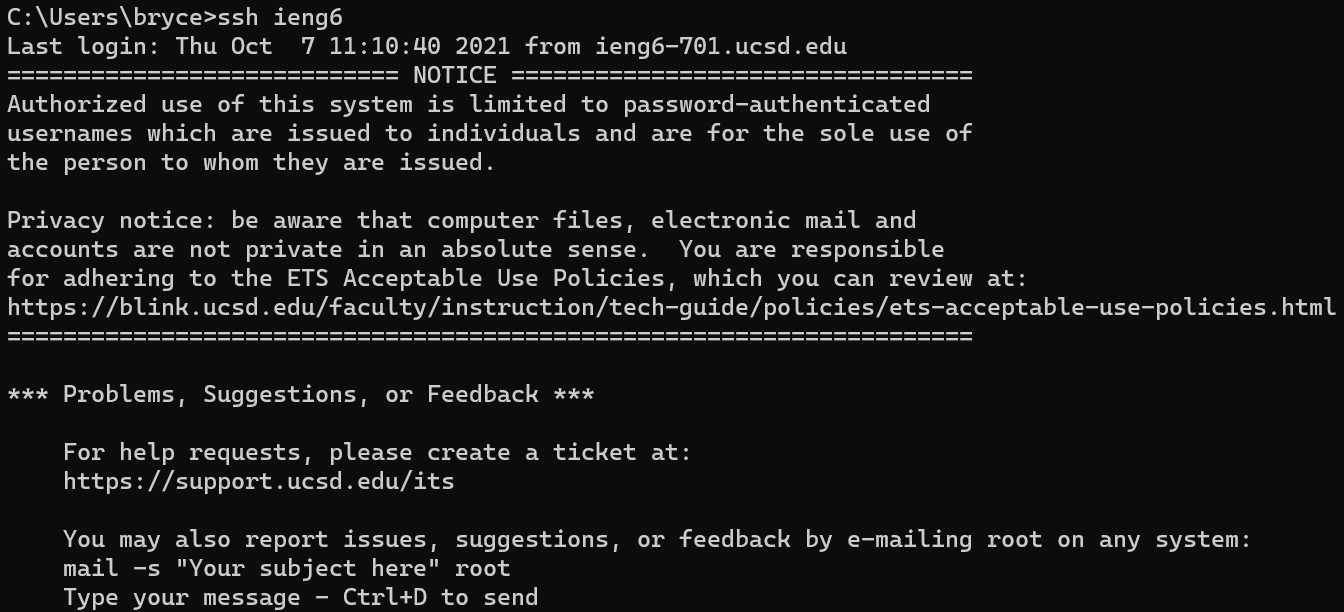 C:\Users\bryce>ssh ieng6
Last login: Thu Oct  7 11:10:40 2021 from ieng6-701.ucsd.edu
============================ NOTICE =================================
Authorized use of this system is limited to password-authenticated
usernames which are issued to individuals and are for the sole use of
the person to whom they are issued.

Privacy notice: be aware that computer files, electronic mail and
accounts are not private in an absolute sense.  You are responsible
for adhering to the ETS Acceptable Use Policies, which you can review at:
https://blink.ucsd.edu/faculty/instruction/tech-guide/policies/ets-acceptable-use-policies.html
=====================================================================

*** Problems, Suggestions, or Feedback ***

    For help requests, please create a ticket at:
    https://support.ucsd.edu/its

    You may also report issues, suggestions, or feedback by e-mailing root on any system:
    mail -s "Your subject here" root
    Type your message - Ctrl+D to send